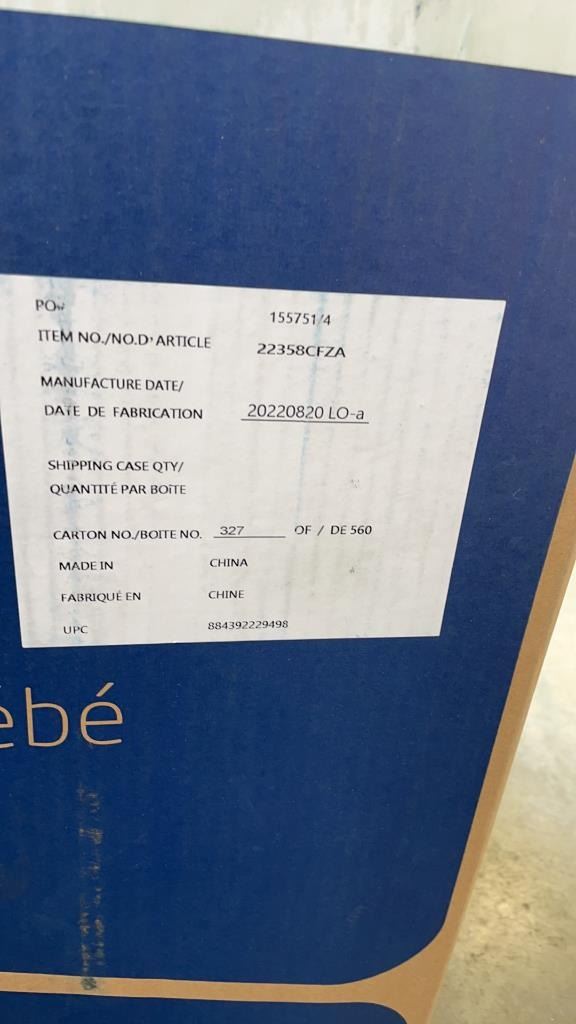 PO#
155751/4
ITEM NO./NO.D'ARTICLE 22358CFZA
MANUFACTURE DATE/
DATE DE FABRICATION 20220820 LO-a
SHIPPING CASE QTY/
QUANTITÉ PAR BOÎTE
CARTON NO./BOITE NO. 327 OF / DE 560
MADE IN CHINA
FABRIQUÉ EN CHINE
UPC 884392229498
ébé